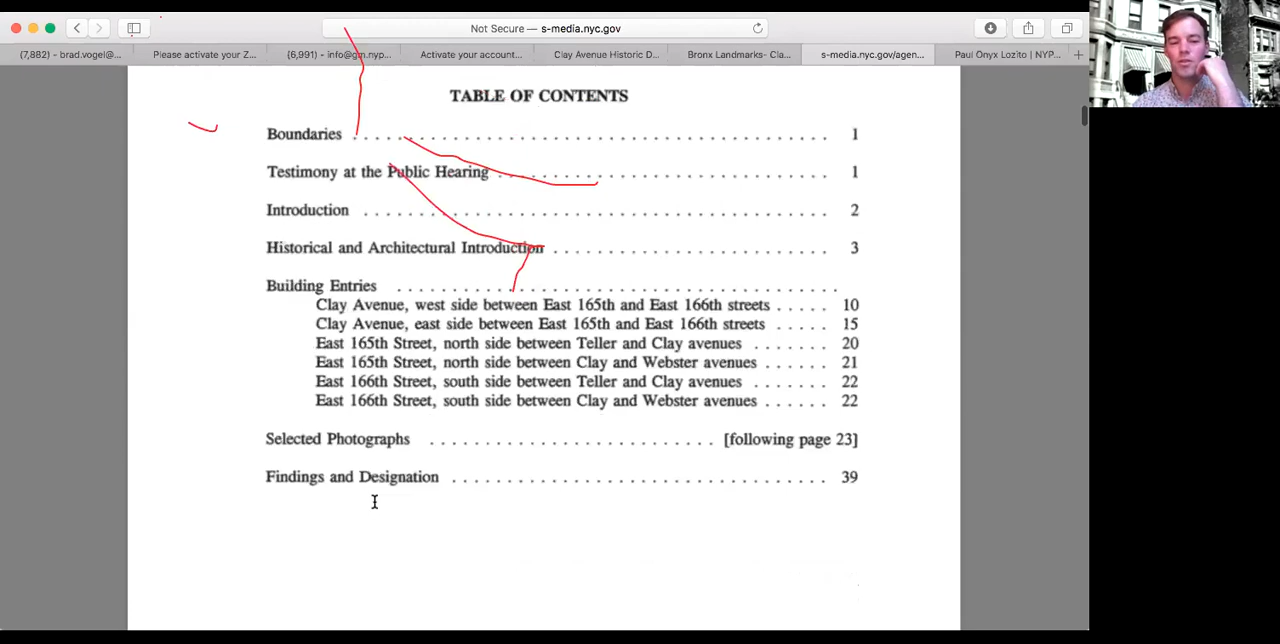 Not Secure — s-media.nyc.gov
(7,882) - brad.vogel@...
Please activate your Z...
(6,991) - info@gm.nyp...
Activate your account...
Clay Avenue Historic D...
Bronx Landmarks- Cla...
s-media.nyc.gov/agen...
Paul Onyx Lozito | NYP...
TABLE OF CONTENTS
Boundaries . . . . . . . . . . . . . . . . . . . . . . . . . . . . . . . . . . . . . . . . . . 1
Testimony at the Public Hearing . . . . . . . . . . . . . . . . . . . . . . . . . . . . . 1
Introduction . . . . . . . . . . . . . . . . . . . . . . . . . . . . . . . . . . . . . . . . . 2
Historical and Architectural Introduction . . . . . . . . . . . . . . . . . . . . . . . . 3
Building Entries . . . . . . . . . . . . . . . . . . . . . . . . . . . . . . . . . . . . . . .
Clay Avenue, west side between East 165th and East 166th streets . . . . . 10
Clay Avenue, east side between East 165th and East 166th streets . . . . . 15
East 165th Street, north side between Teller and Clay avenues . . . . . . . 20
East 165th Street, north side between Clay and Webster avenues . . . . . . 21
East 166th Street, south side between Teller and Clay avenues . . . . . . . 22
East 166th Street, south side between Clay and Webster avenues . . . . . . 22
Selected Photographs . . . . . . . . . . . . . . . . . . . . . . . . . [following page 23]
Findings and Designation . . . . . . . . . . . . . . . . . . . . . . . . . . . . . . . . . 39